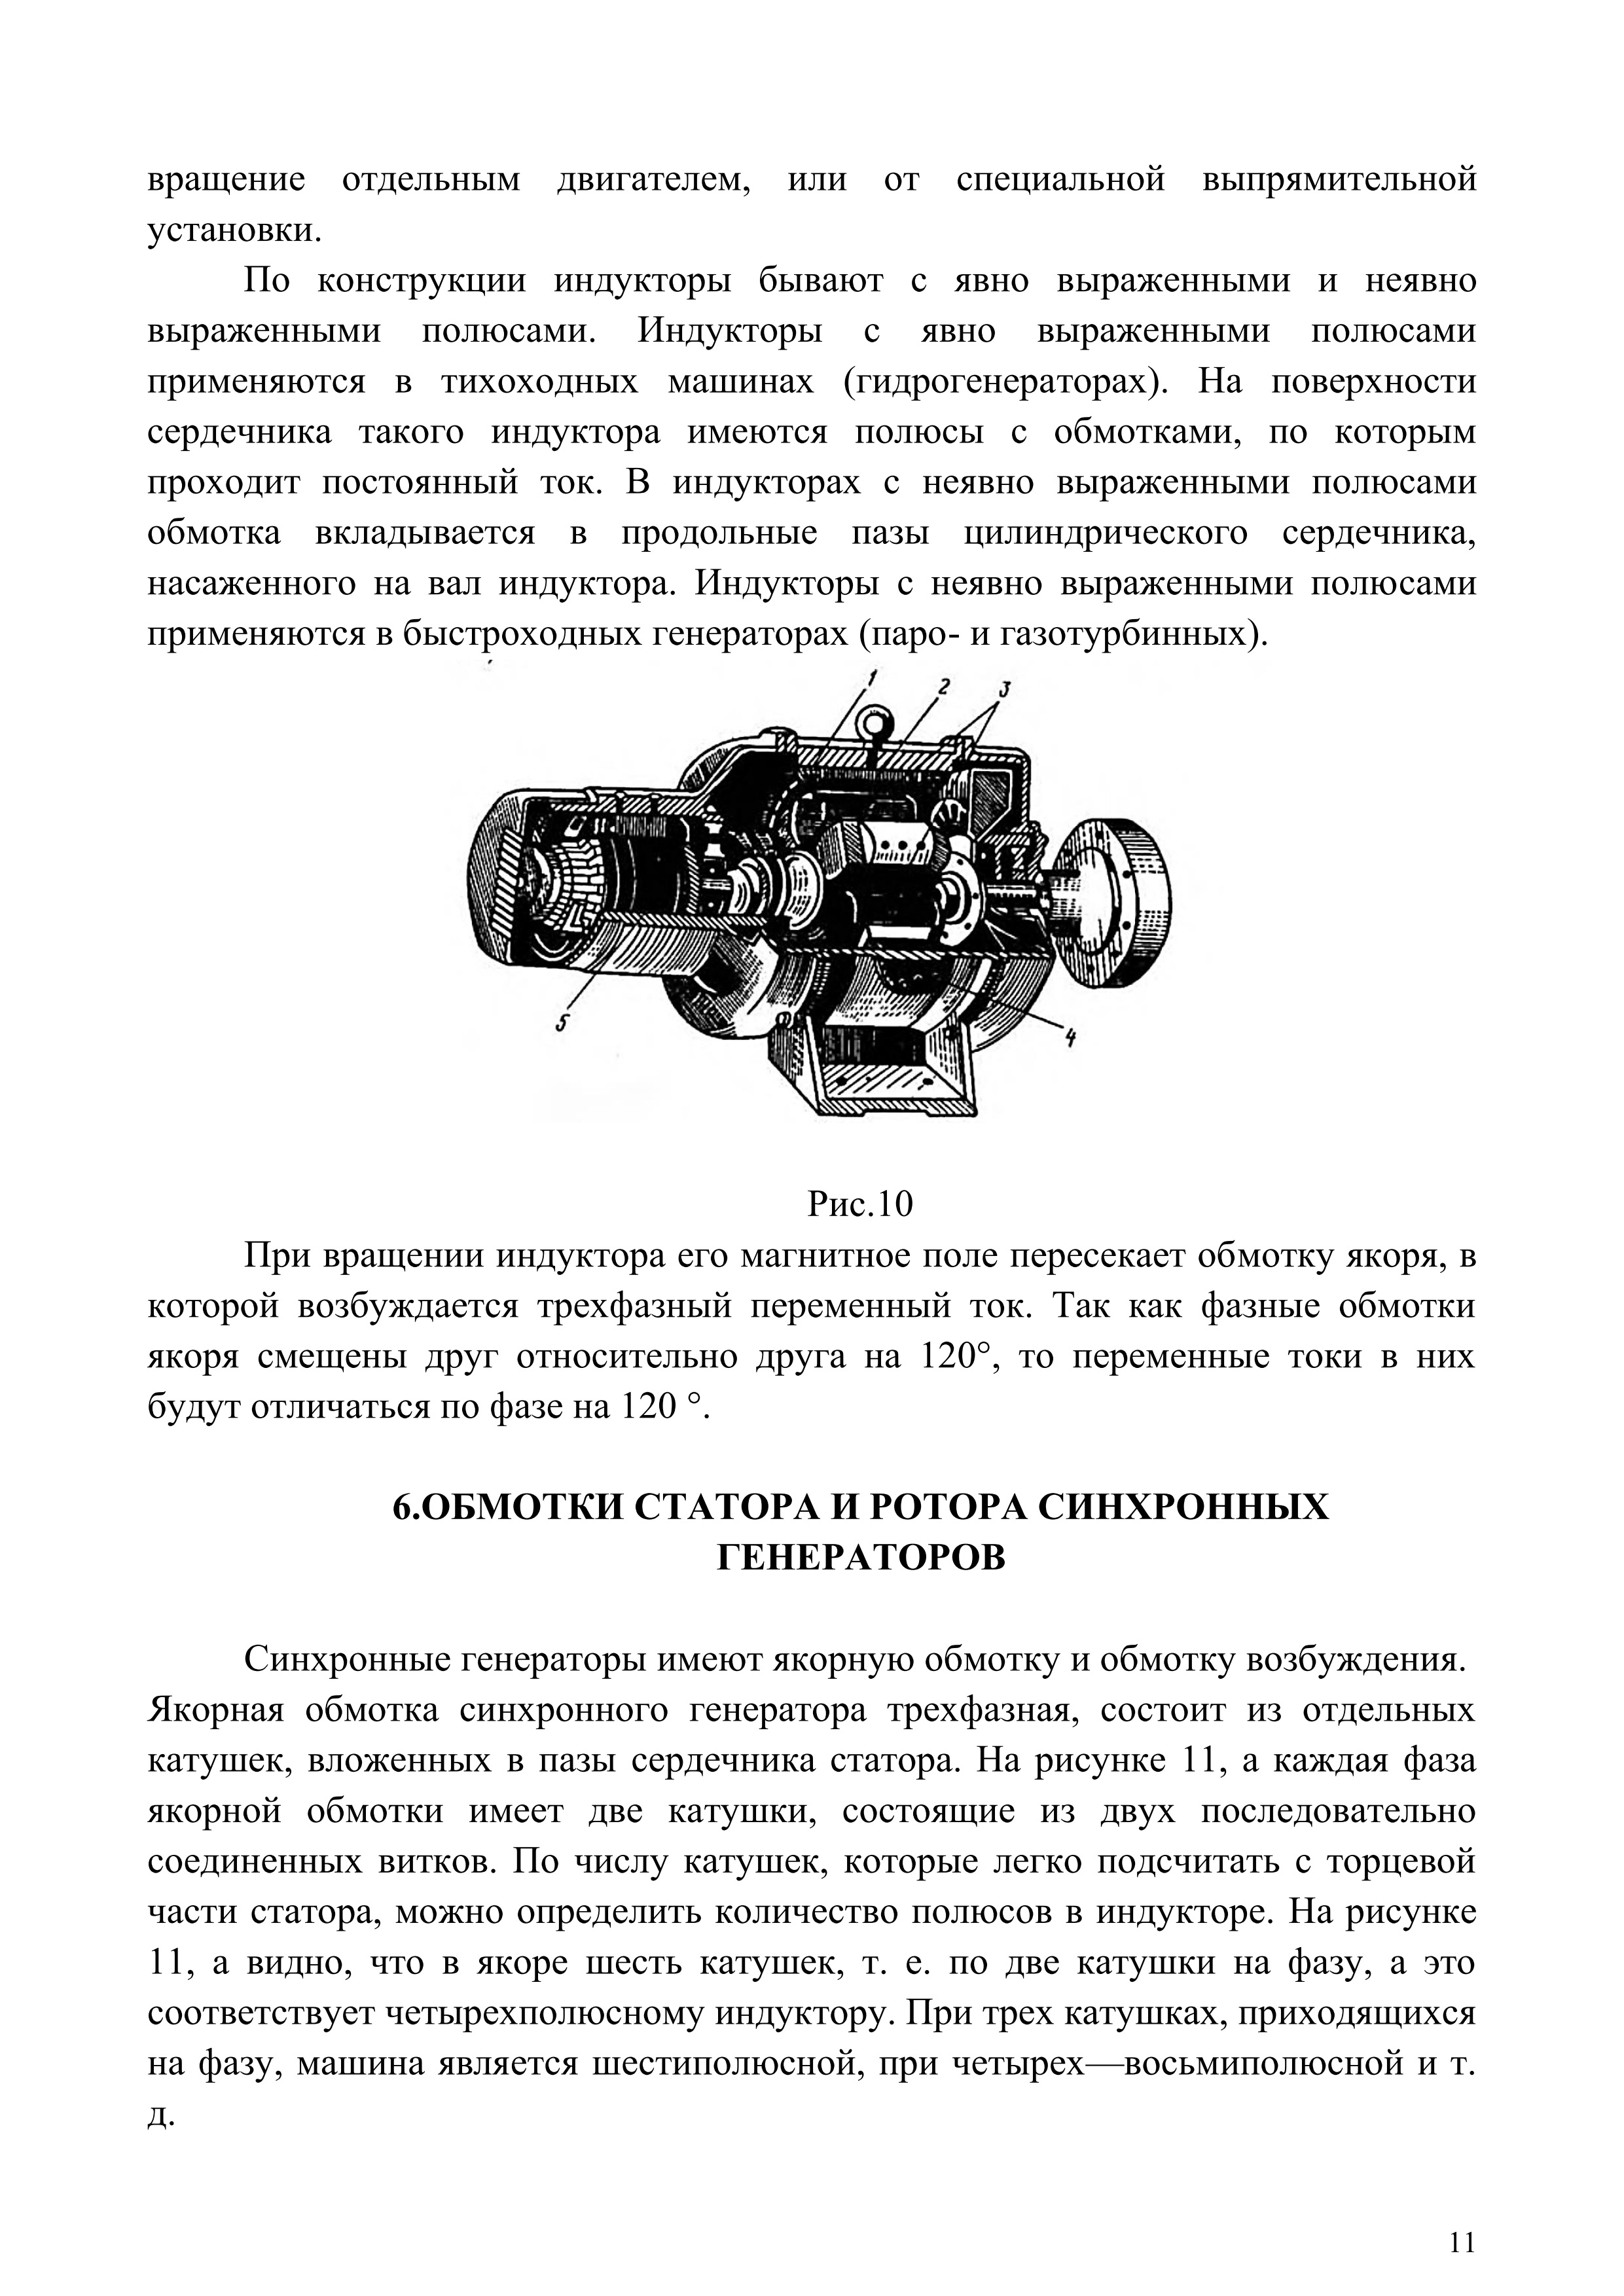 вращение отдельным двигателем, или от специальной выпрямительной
установки.
По конструкции индукторы бывают с явно выраженными и неявно
выраженными полюсами. Индукторы с явно выраженными полюсами
применяются в тихоходных машинах (гидрогенераторах). На поверхности
сердечника такого индуктора имеются полюсы с обмотками, по которым
проходит постоянный ток. В индукторах с неявно выраженными полюсами
обмотка вкладывается в продольные пазы цилиндрического сердечника,
насаженного на вал индуктора. Индукторы с неявно выраженными полюсами
применяются в быстроходных генераторах (паро- и газотурбинных).
1 2 3
5 4
Рис.10
При вращении индуктора его магнитное поле пересекает обмотку якоря, в
которой возбуждается трехфазный переменный ток. Так как фазные обмотки
якоря смещены друг относительно друга на 120°, то переменные токи в них
будут отличаться по фазе на 120 °.
6.ОБМОТКИ СТАТОРА И РОТОРА СИНХРОННЫХ
ГЕНЕРАТОРОВ
Синхронные генераторы имеют якорную обмотку и обмотку возбуждения.
Якорная обмотка синхронного генератора трехфазная, состоит из отдельных
катушек, вложенных в пазы сердечника статора. На рисунке 11, а каждая фаза
якорной обмотки имеет две катушки, состоящие из двух последовательно
соединенных витков. По числу катушек, которые легко подсчитать с торцевой
части статора, можно определить количество полюсов в индукторе. На рисунке
11, а видно, что в якоре шесть катушек, т. е. по две катушки на фазу, а это
соответствует четырехполюсному индуктору. При трех катушках, приходящихся
на фазу, машина является шестиполюсной, при четырех—восьмиполюсной и т.
д.
11